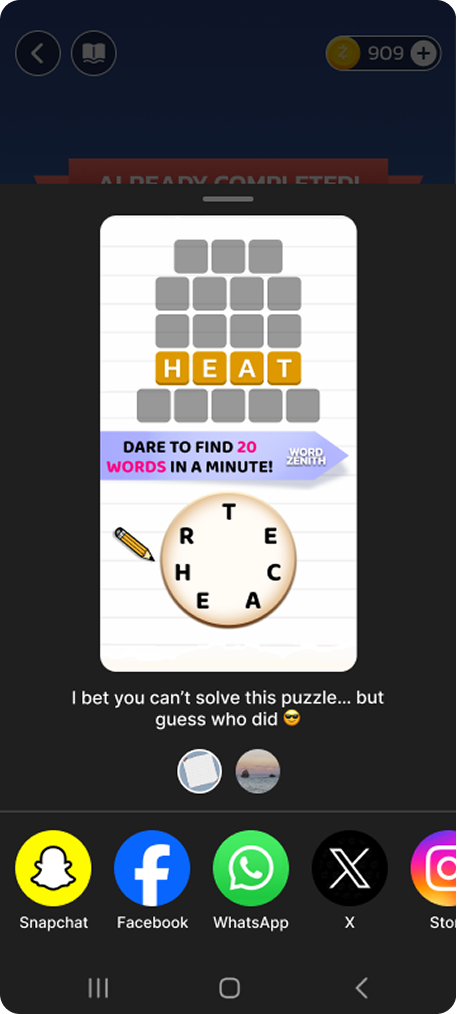 909
ALREADY COMPLETED!
HEAT
DARE TO FIND 20
WORDS IN A MINUTE!
WORD
ZENITH
T
R E
H C
E A
I bet you can’t solve this puzzle... but
guess who did 😎
Snapchat Facebook WhatsApp X Sto